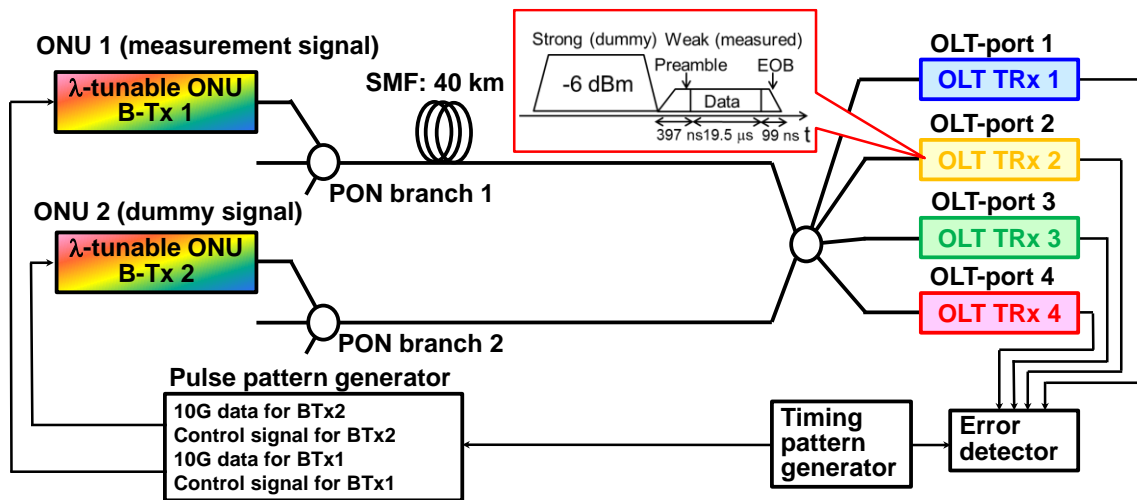 ONU 1 (measurement signal)
λ-tunable ONU
B-Tx 1
SMF: 40 km
PON branch 1
Strong (dummy) Weak (measured)
Preamble
EOB
-6 dBm
Data
397 ns
19.5 μs
99 ns
t
OLT-port 1
OLT TRx 1
OLT-port 2
OLT TRx 2
OLT-port 3
OLT TRx 3
OLT-port 4
OLT TRx 4
ONU 2 (dummy signal)
λ-tunable ONU
B-Tx 2
PON branch 2
Pulse pattern generator
10G data for BTx2
Control signal for BTx2
10G data for BTx1
Control signal for BTx1
Timing
pattern
generator
Error
detector